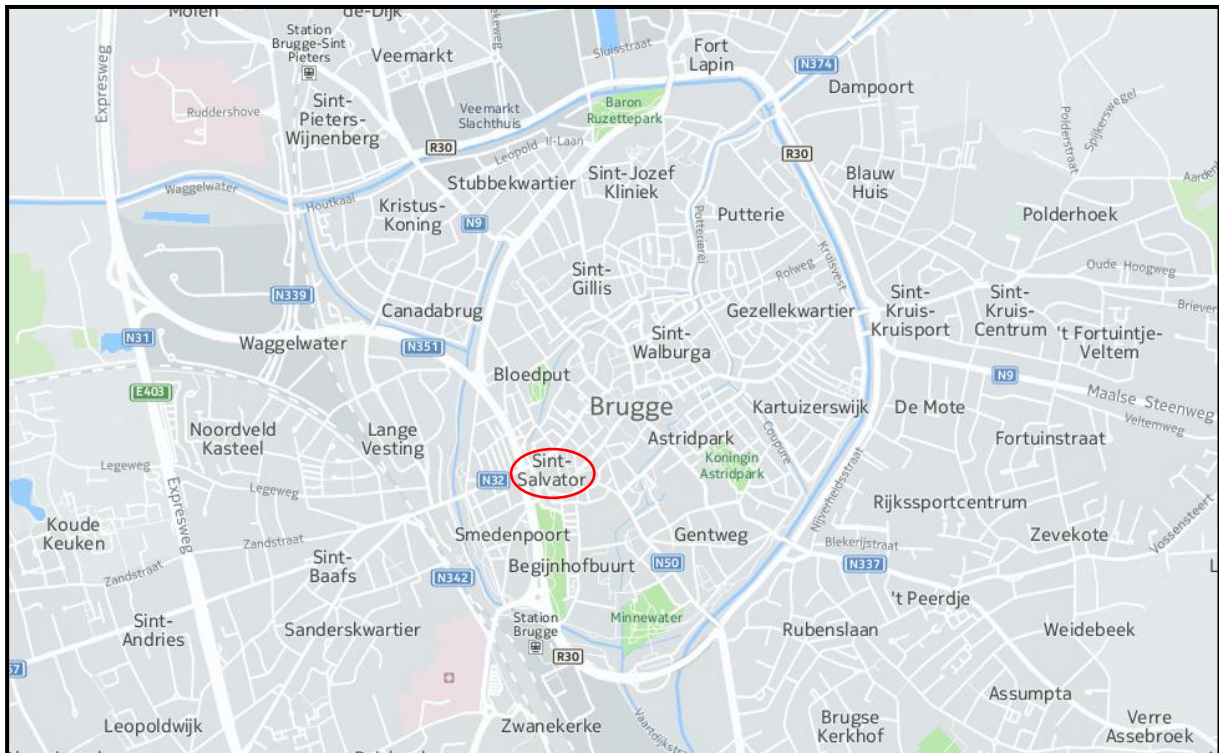 Molen
de-Dijk
Station
Brugge-Sint
Pieters
Veemarkt
Sluisstraat
Fort
Lapin
N374
Dampoort
Expresweg
Ruddershove
Sint-
Pieters-
Wijnenberg
Veemarkt
Slachthuis
Baron
Ruzettepark
Polderstraat
Spijkerswegel
R30
Leopold II-Laan
R30
Waggelwater
Houtkaai
Stubbekwartier
Sint-Jozef
Kliniek
Blauw
Huis
Kristus-
Koning
N9
Potterierei
Putterie
Polderhoek
Kruisvest
Sint-
Gillis
Rolweg
Oude Hoogweg
N339
Canadabrug
Gezellekwartier
Sint-
Kruis-
Kruisport
Sint-
Kruis-
Centrum
't Fortuintje-
Veltem
N31
Waggelwater
N351
Sint-
Walburga
Bloedput
N9
E403
Brugge
Kartuizerswijk
De Mote
Maalse Steenweg
Veltemweg
Noordveld
Kasteel
Lange
Vesting
Astridpark
Coupure
Fortuinstraat
Legeweg
Sint-
Salvator
Koningin
Astridpark
N32
Legeweg
Expresweg
Nijverheidsstraat
Rijkssportcentrum
Koude
Keuken
Zandstraat
Smedenpoort
Gentweg
Blekerijstraat
Zevekote
Vossensteert
Sint-
Baafs
Begijnhofbuurt
N50
N337
Zandstraat
N342
't Peerdje
Sint-
Andries
Sanderskwartier
Station
Brugge
Minnewater
Rubenslaan
Weidebeek
R30
Assumpta
Leopoldwijk
Zwanekerke
Brugse
Kerkhof
Verre
Assebroek